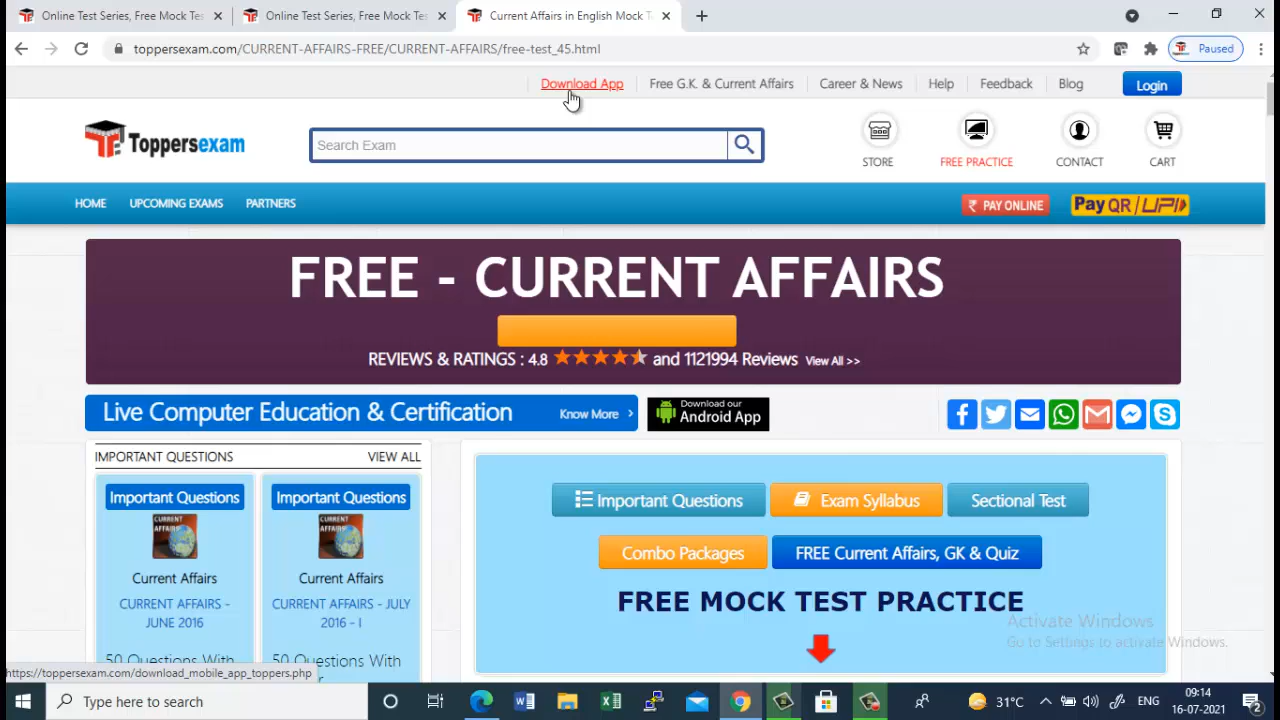 Online Test Series, Free Mock Tes
Online Test Series, Free Mock Tes
Current Affairs in English Mock T
toppersexam.com/CURRENT-AFFAIRS-FREE/CURRENT-AFFAIRS/free-test_45.html
Paused
Download App
Free G.K. & Current Affairs
Career & News
Help
Feedback
Blog
Login
Toppersexam
Search Exam
STORE
FREE PRACTICE
CONTACT
CART
HOME
UPCOMING EXAMS
PARTNERS
₹ PAY ONLINE
Pay QR/UPI
FREE - CURRENT AFFAIRS
REVIEWS & RATINGS : 4.8 and 1121994 Reviews View All >>
Live Computer Education & Certification
Know More
Download our
Android App
IMPORTANT QUESTIONS
VIEW ALL
Important Questions
CURRENT AFFAIRS
Current Affairs
CURRENT AFFAIRS -
JUNE 2016
50 Questions With
Important Questions
CURRENT AFFAIRS
Current Affairs
CURRENT AFFAIRS - JULY
2016 - I
50 Questions With
Important Questions
Exam Syllabus
Sectional Test
Combo Packages
FREE Current Affairs, GK & Quiz
FREE MOCK TEST PRACTICE
Activate Windows
Go to Settings to activate Windows.
https://toppersexam.com/download_mobile_app_toppers.php
Type here to search
31°C
ENG
09:14
16-07-2021
2